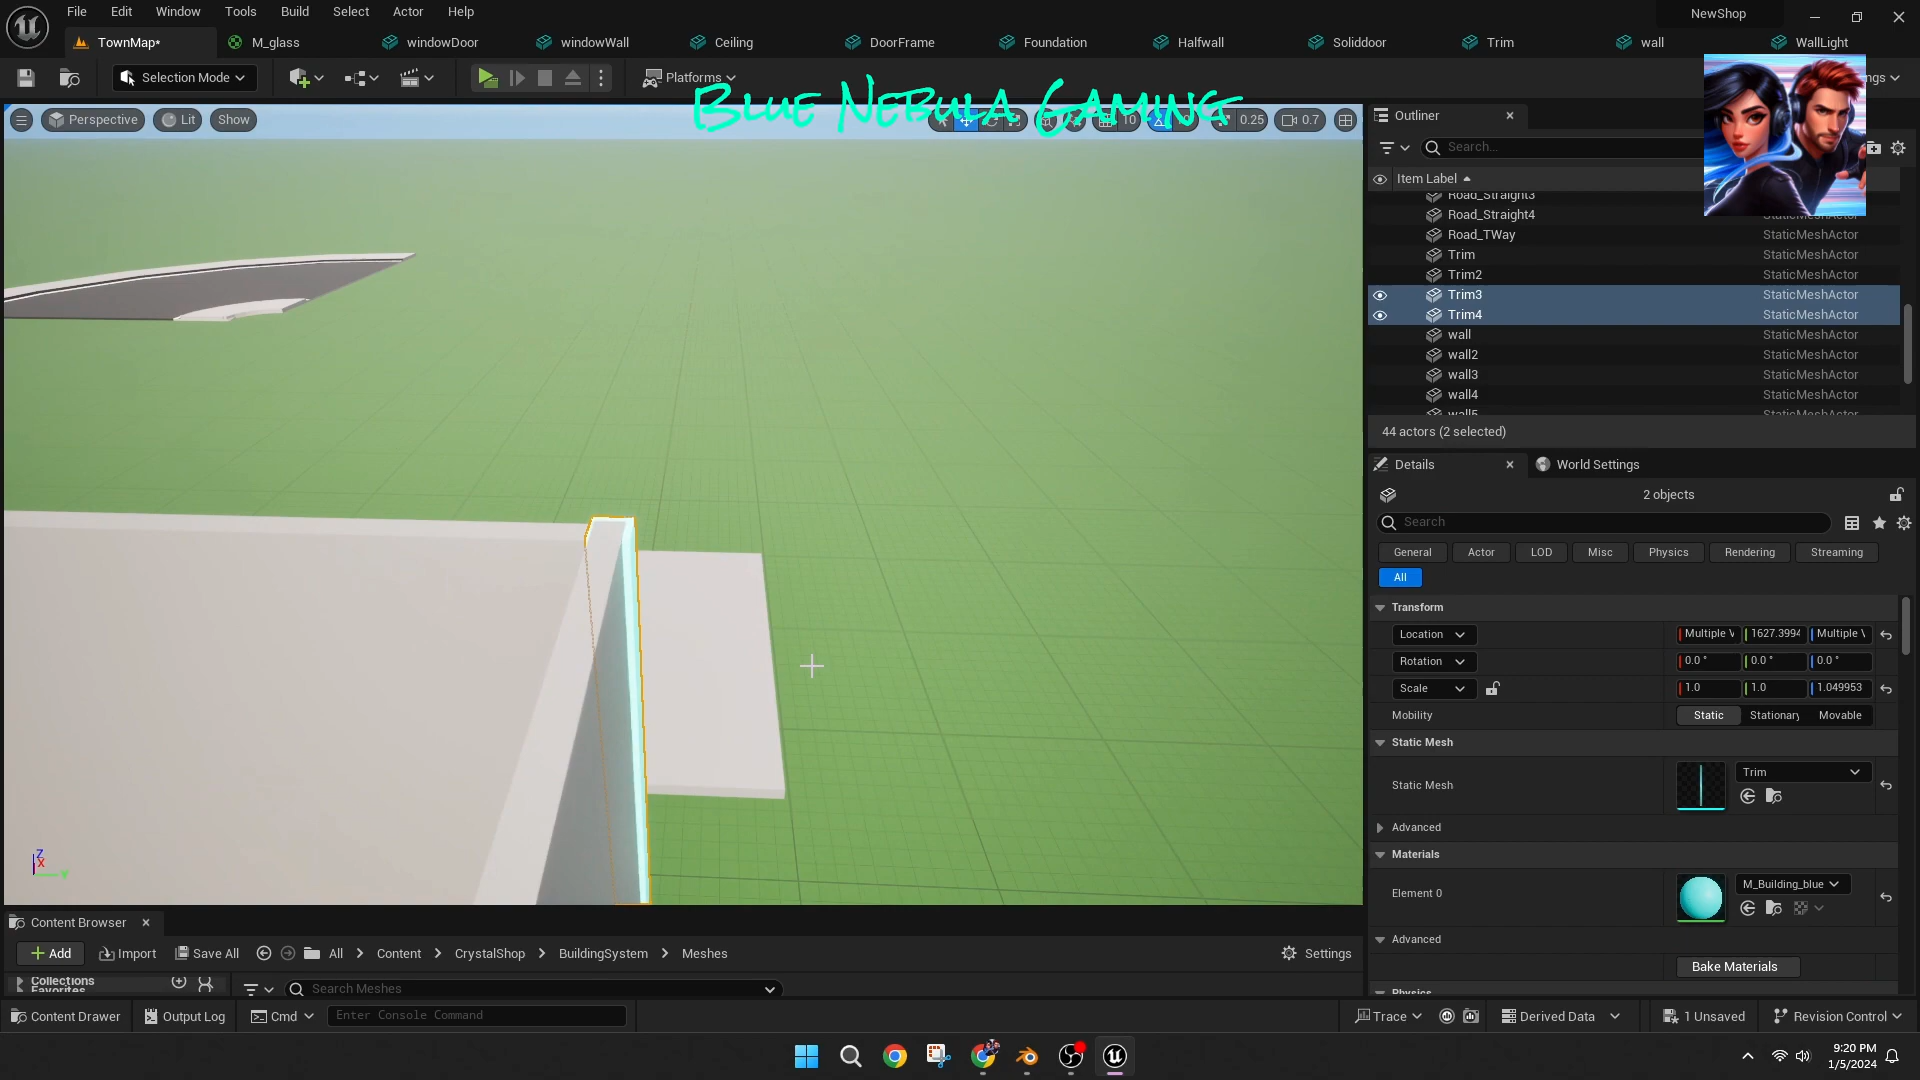 File Edit Window Tools Build Select Actor Help
NewShop
TownMap* M_glass windowDoor windowWall Ceiling DoorFrame Foundation Halfwall Soliddoor Trim wall WallLight
Selection Mode Platforms
Blue Nebula Gaming
Perspective Lit Show
10 0.25 0.7
Outliner
Search...
Item Label
Road_Straight3
Road_Straight4 StaticMeshActor
Road_TWay StaticMeshActor
Trim StaticMeshActor
Trim2 StaticMeshActor
Trim3 StaticMeshActor
Trim4 StaticMeshActor
wall StaticMeshActor
wall2 StaticMeshActor
wall3 StaticMeshActor
wall4 StaticMeshActor
wall5 StaticMeshActor
44 actors (2 selected)
Details World Settings
2 objects
Search
General Actor LOD Misc Physics Rendering Streaming
All
Transform
Location Multiple V 1627.3994 Multiple V
Rotation 0.0 ° 0.0 ° 0.0 °
Scale 1.0 1.0 1.049953
Mobility Static Stationary Movable
Static Mesh
Static Mesh Trim
Advanced
Materials
Element 0 M_Building_blue
Advanced
Bake Materials
Physics
Z
X
Content Browser
Add Import Save All All Content CrystalShop BuildingSystem Meshes Settings
Collections
Favorites
Search Meshes
Content Drawer Output Log Cmd Enter Console Command Trace Derived Data 1 Unsaved Revision Control
9:20 PM
1/5/2024